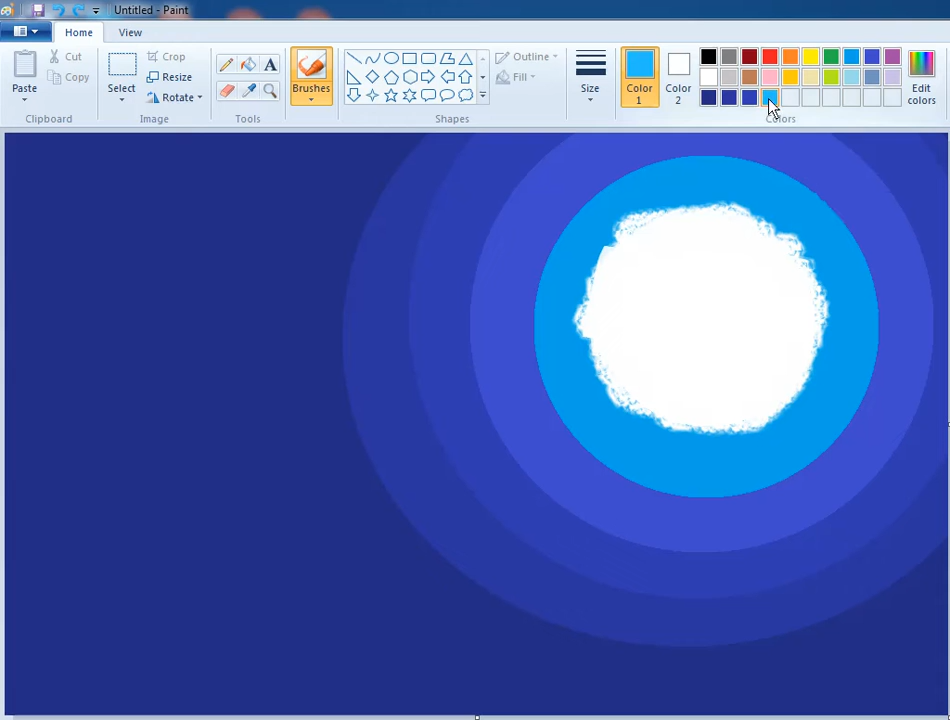 Untitled - Paint
Home View
Paste
Cut
Copy
Clipboard
Select
Crop
Resize
Rotate
Image
A
Tools
Brushes
Outline
Fill
Shapes
Size
Color
1
Color
2
Edit
colors
Colors